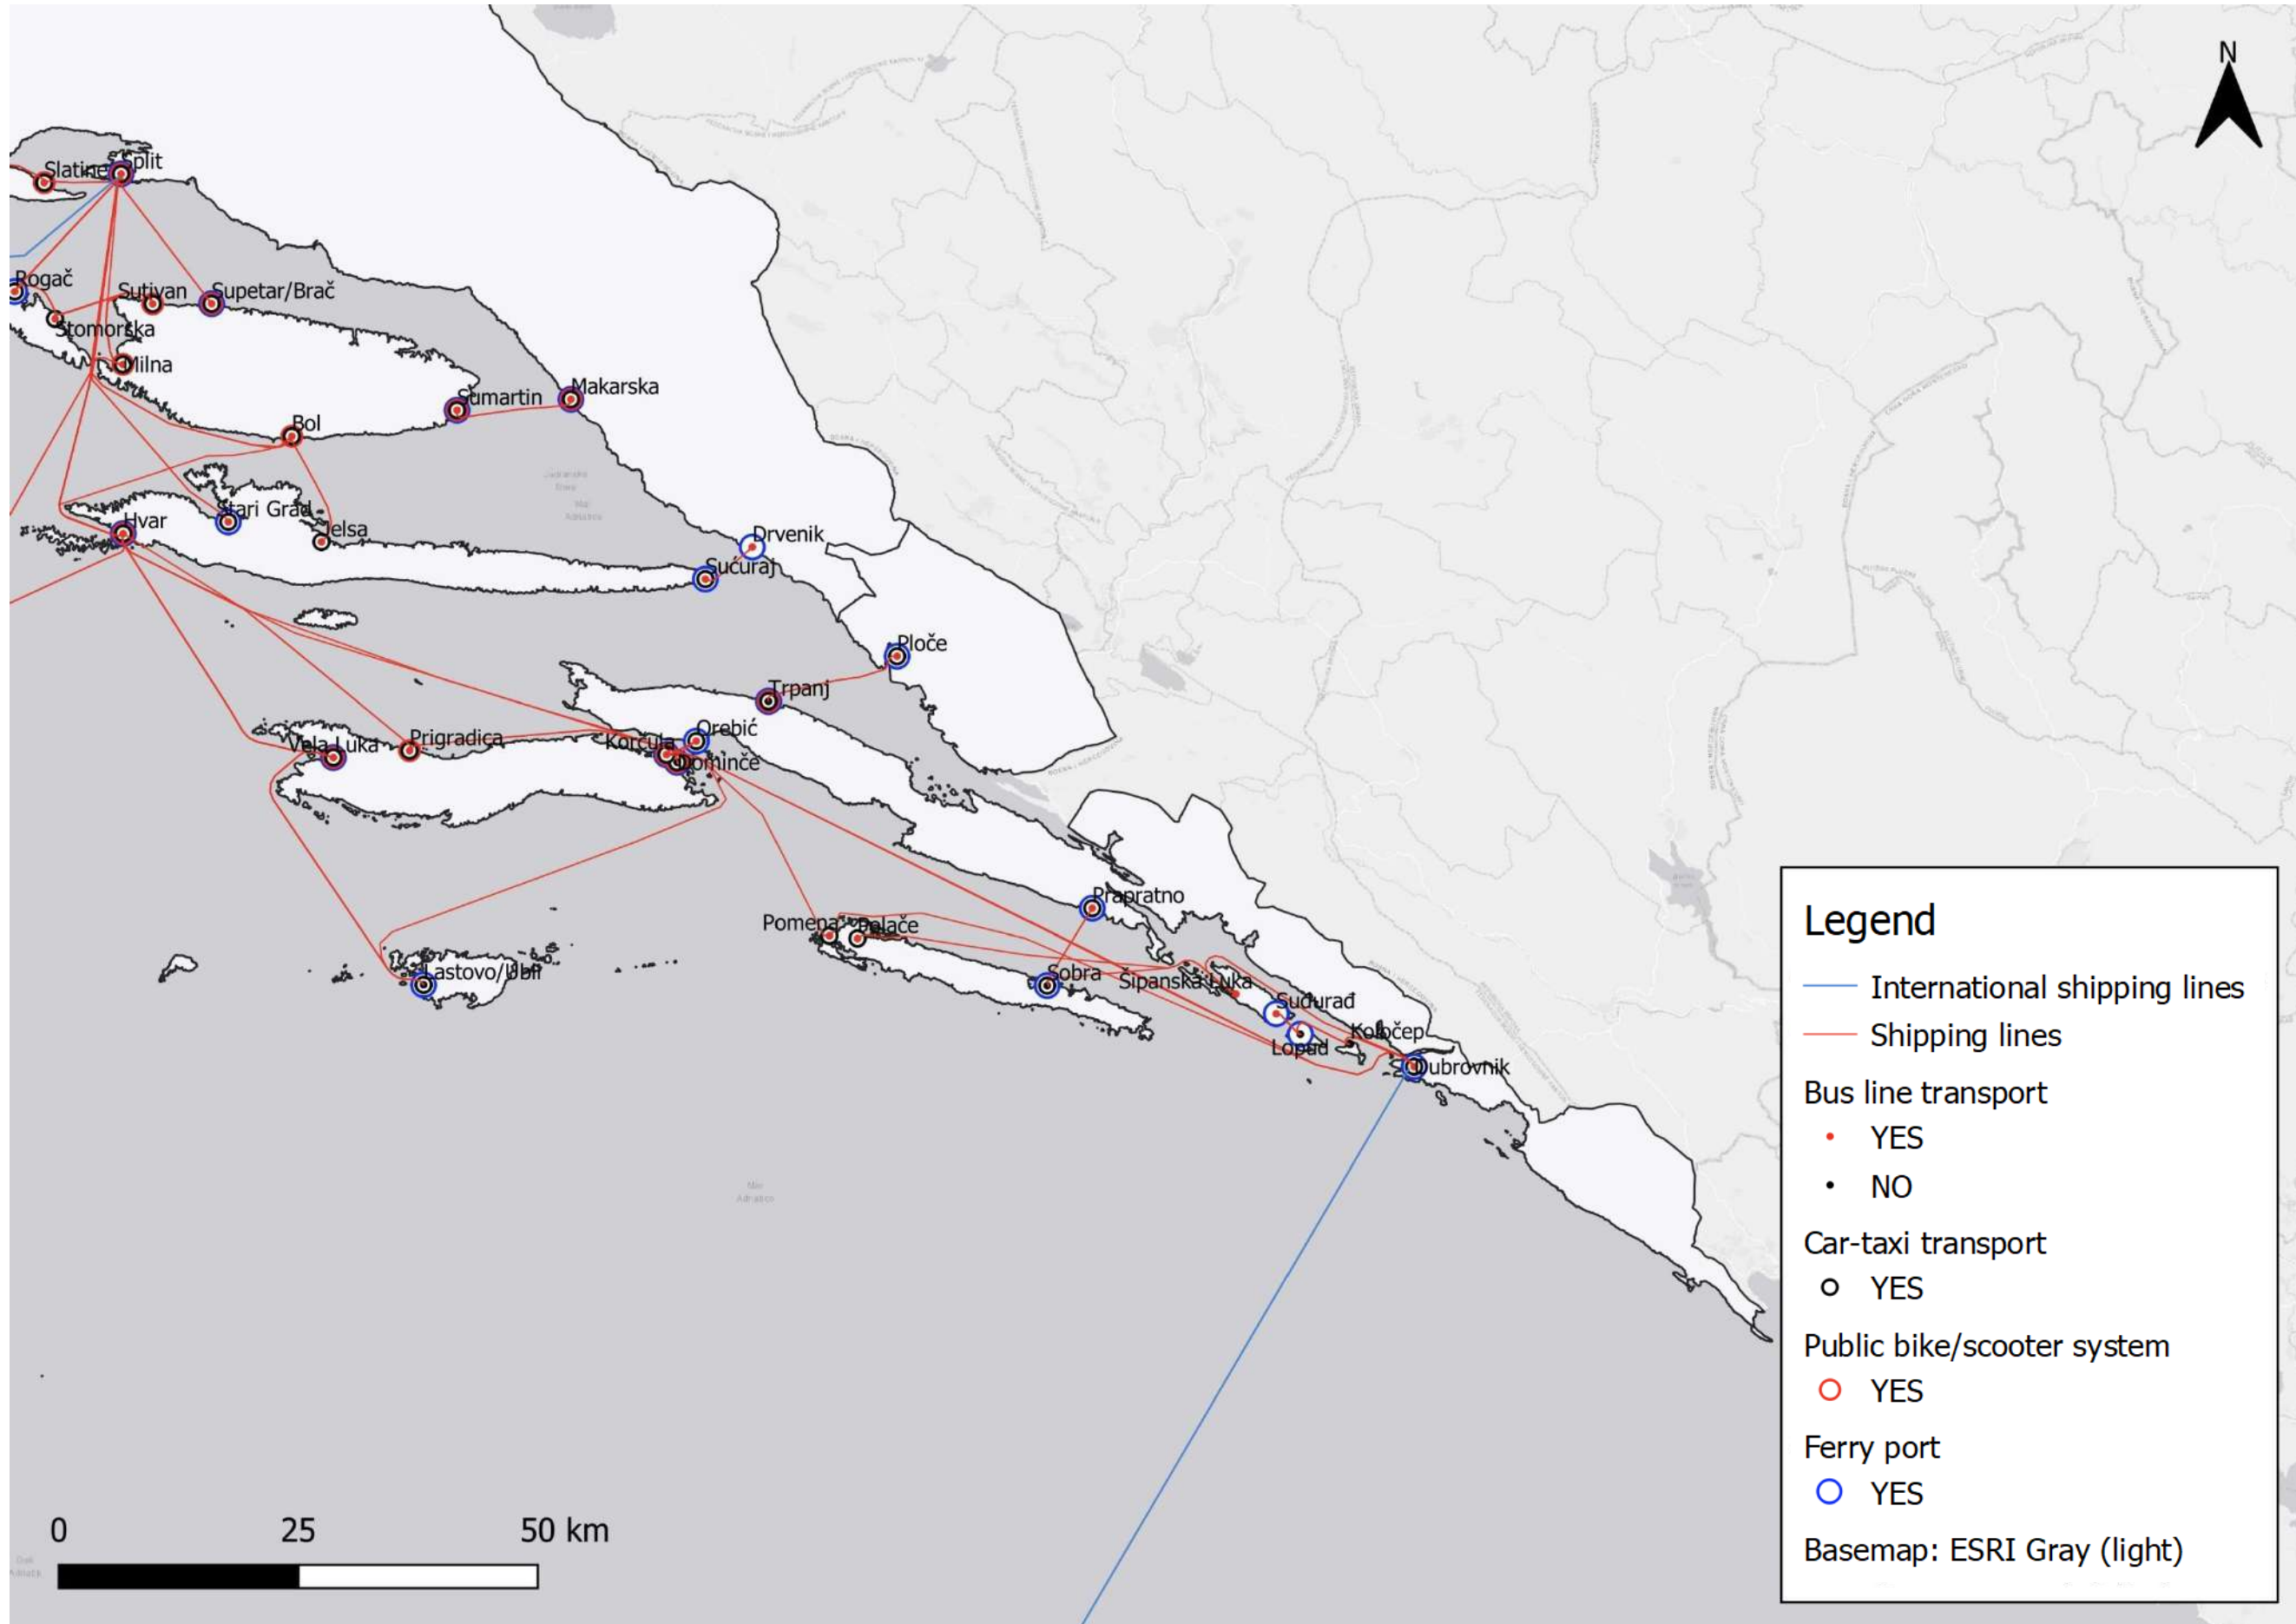 N
Split
Slatine
Rogač
Sutivan
Supetar/Brač
Stomorska
Milna
Makarska
Sumartin
Bol
Stari Grad
Hvar
Jelsa
Drvenik
Sućuraj
Ploče
Trpanj
Orebić
Korčula
Dominče
Prigradica
Vela Luka
Prapratno
Pomena
Polače
Lastovo/Ubli
Sobra
Šipanska Luka
Suđurađ
Lopud
Koločep
Dubrovnik
Legend
International shipping lines
Shipping lines
Bus line transport
YES
NO
Car-taxi transport
YES
Public bike/scooter system
YES
Ferry port
YES
Basemap: ESRI Gray (light)
0 25 50 km